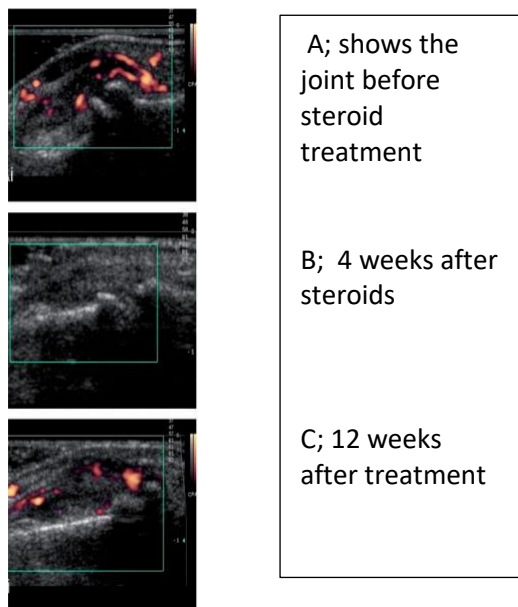 A; shows the
joint before
steroid
treatment
B; 4 weeks after
steroids
C; 12 weeks
after treatment